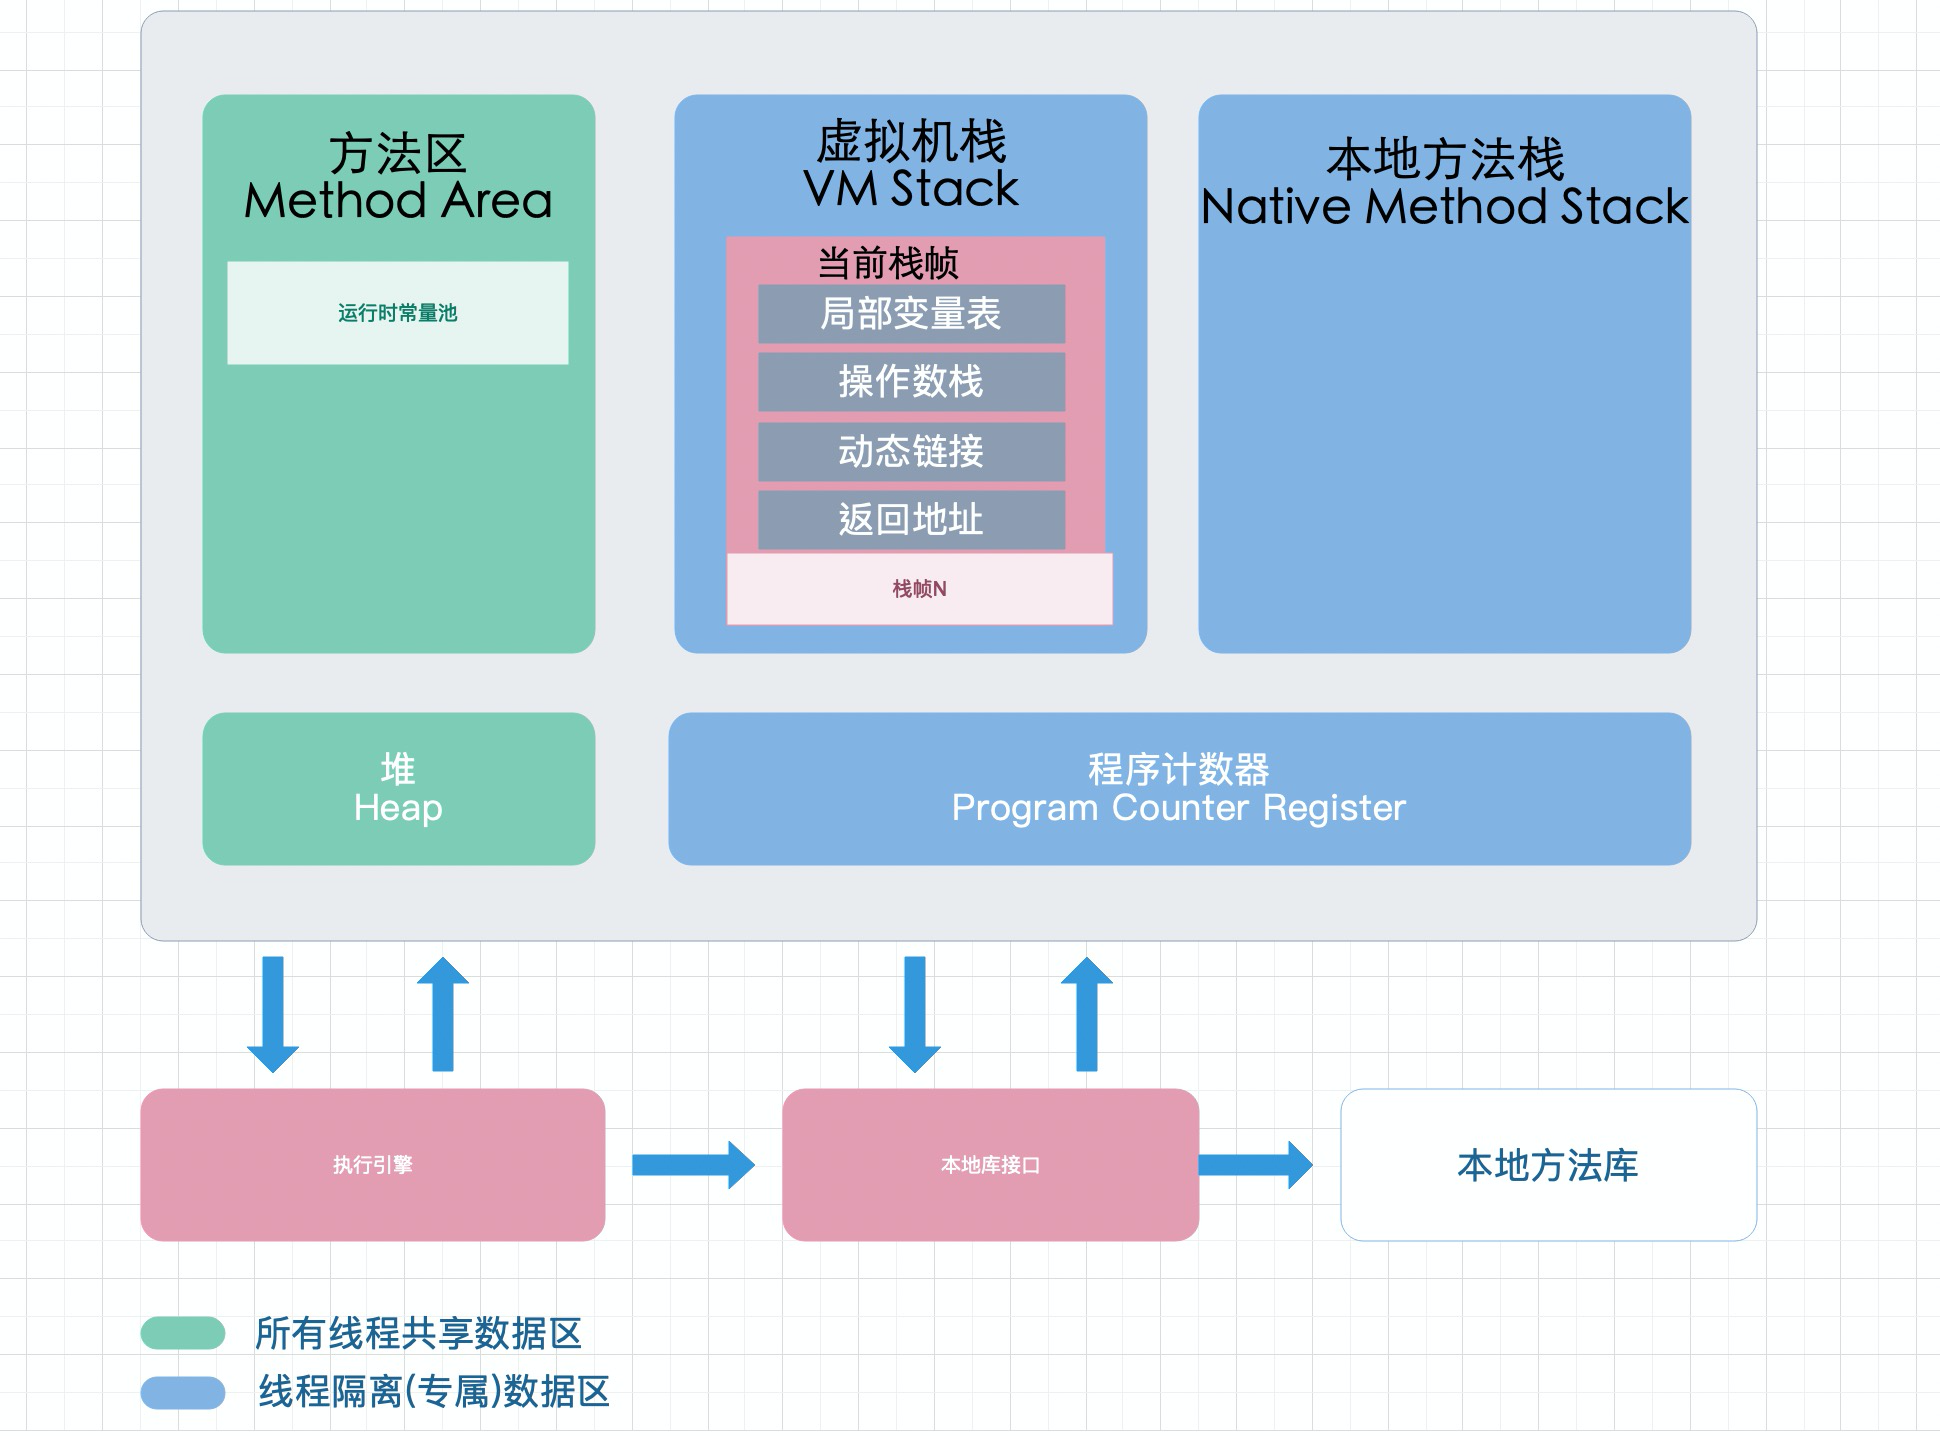 方法区
Method Area
运行时常量池
虚拟机栈
VM Stack
当前栈帧
局部变量表
操作数栈
动态链接
返回地址
栈帧N
本地方法栈
Native Method Stack
堆
Heap
程序计数器
Program Counter Register
执行引擎
本地库接口
本地方法库
所有线程共享数据区
线程隔离(专属)数据区